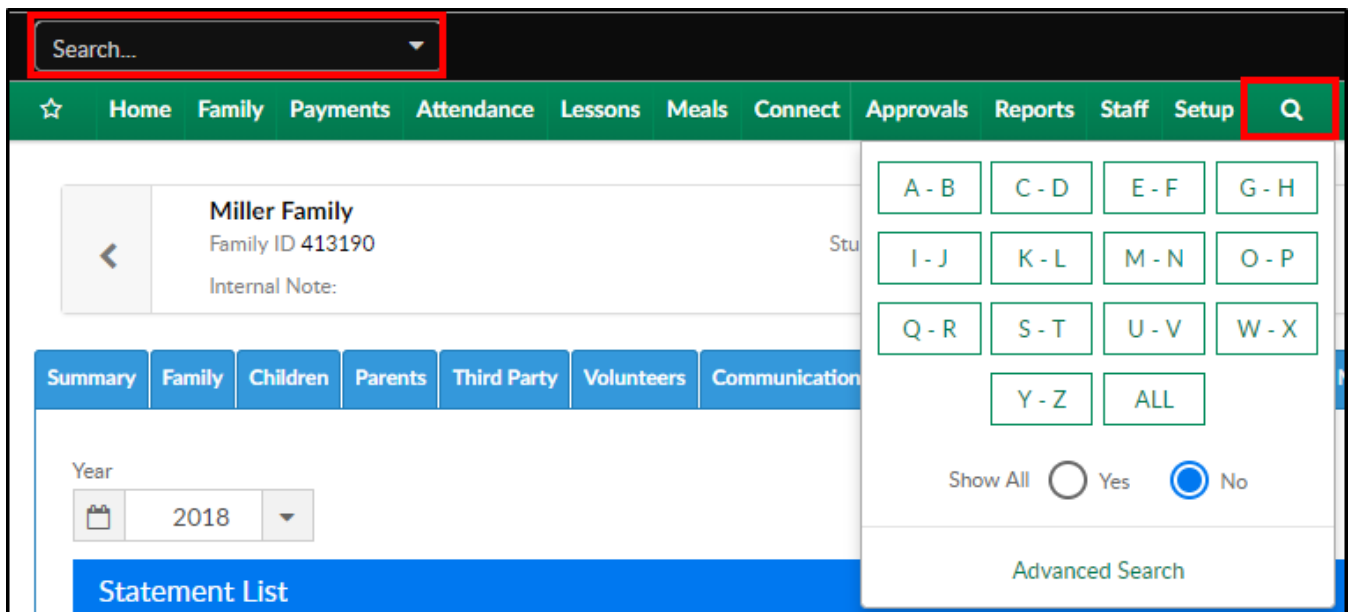 Search...
Home Family Payments Attendance Lessons Meals Connect Approvals Reports Staff Setup
Miller Family
Family ID 413190
Stu
Internal Note:
A - B C - D E - F G - H
I - J K - L M - N O - P
Q - R S - T U - V W - X
Y - Z ALL
Show All Yes No
Advanced Search
Summary Family Children Parents Third Party Volunteers Communication
Year
2018
Statement List